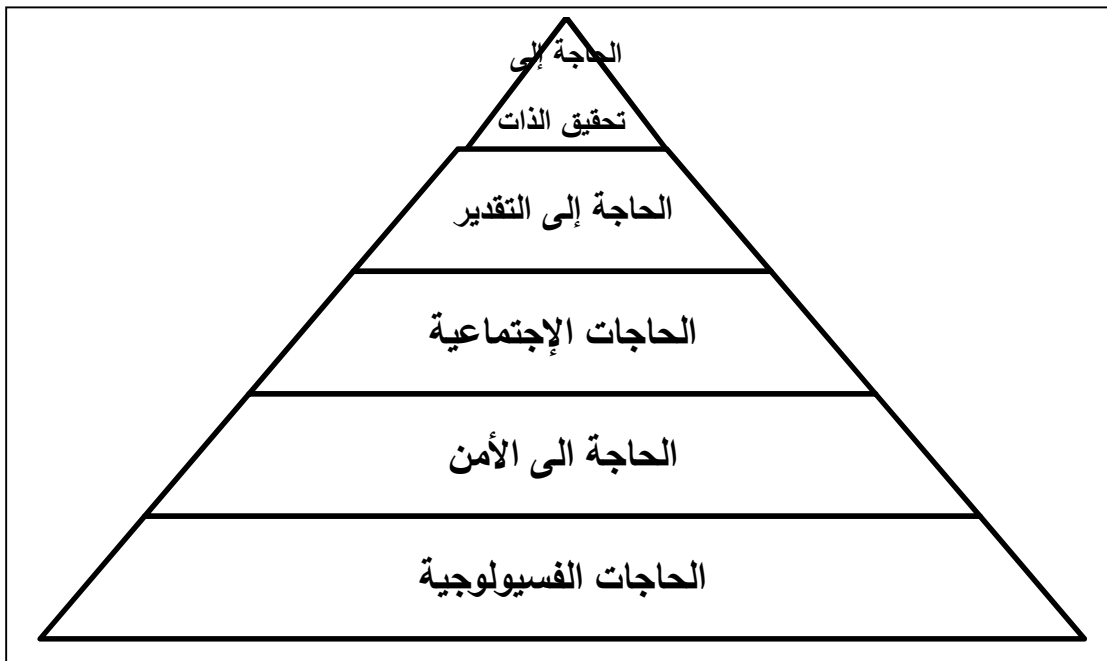 الحاجة إلى
تحقيق الذات
الحاجة إلى التقدير
الحاجات الإجتماعية
الحاجة الى الأمن
الحاجات الفسيولوجية